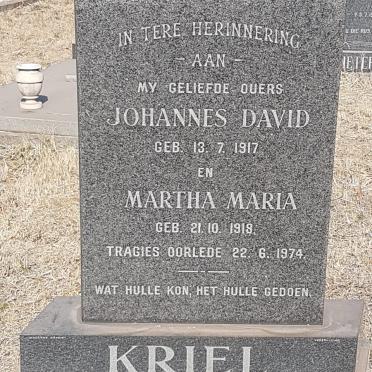 IN TERE HERINNERING
- AAN -
MY GELIEFDE OUERS
JOHANNES DAVID
GEB. 13. 7. 1917
EN
MARTHA MARIA
GEB. 21. 10. 1918.
TRAGIES OORLEDE 22. 6. 1974.
WAT HULLE KON, HET HULLE GEDOEN.
KRIEL